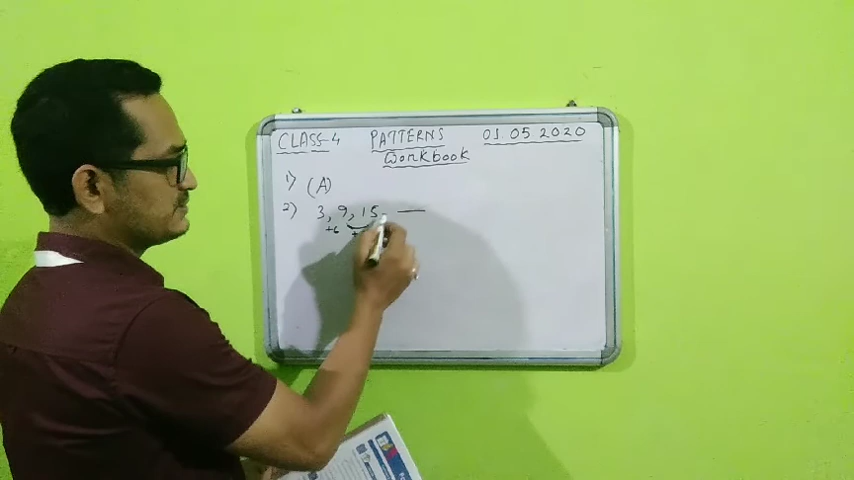 CLASS-4 PATTERNS 01 05 2020
Workbook
1) (A)
2) 3, 9, 15, —
+6 +